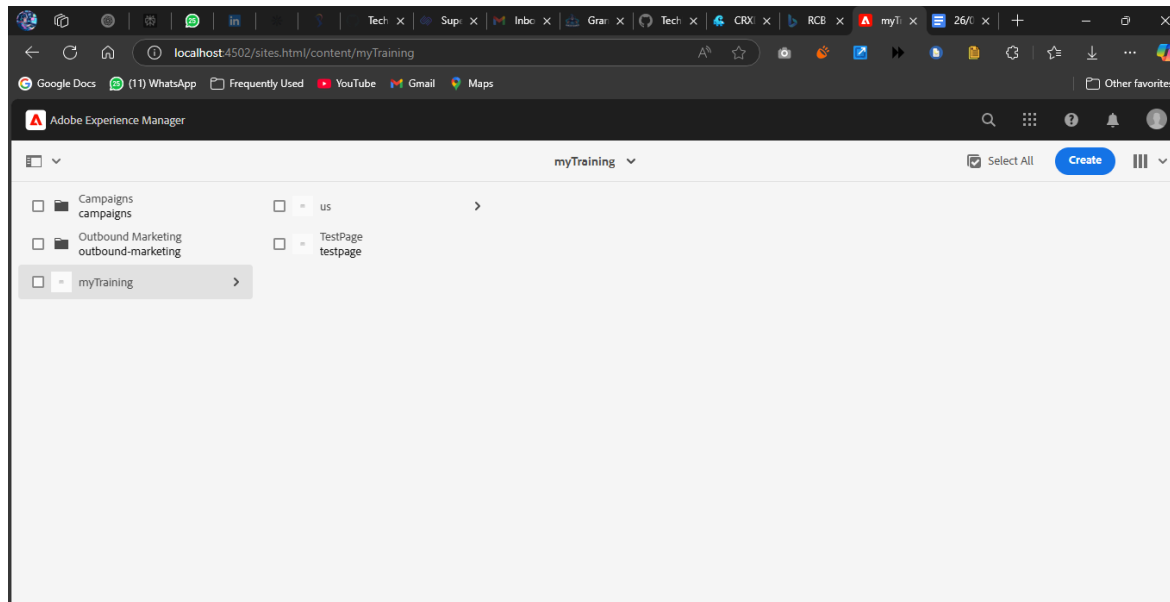 Tech
Supe
Inbo
Gran
Tech
CRXI
RCB
myTr
26/0
localhost:4502/sites.html/content/myTraining
Google Docs (11) WhatsApp Frequently Used YouTube Gmail Maps Other favorites
Adobe Experience Manager
myTraining Select All Create
Campaigns
campaigns
Outbound Marketing
outbound-marketing
myTraining
us
TestPage
testpage